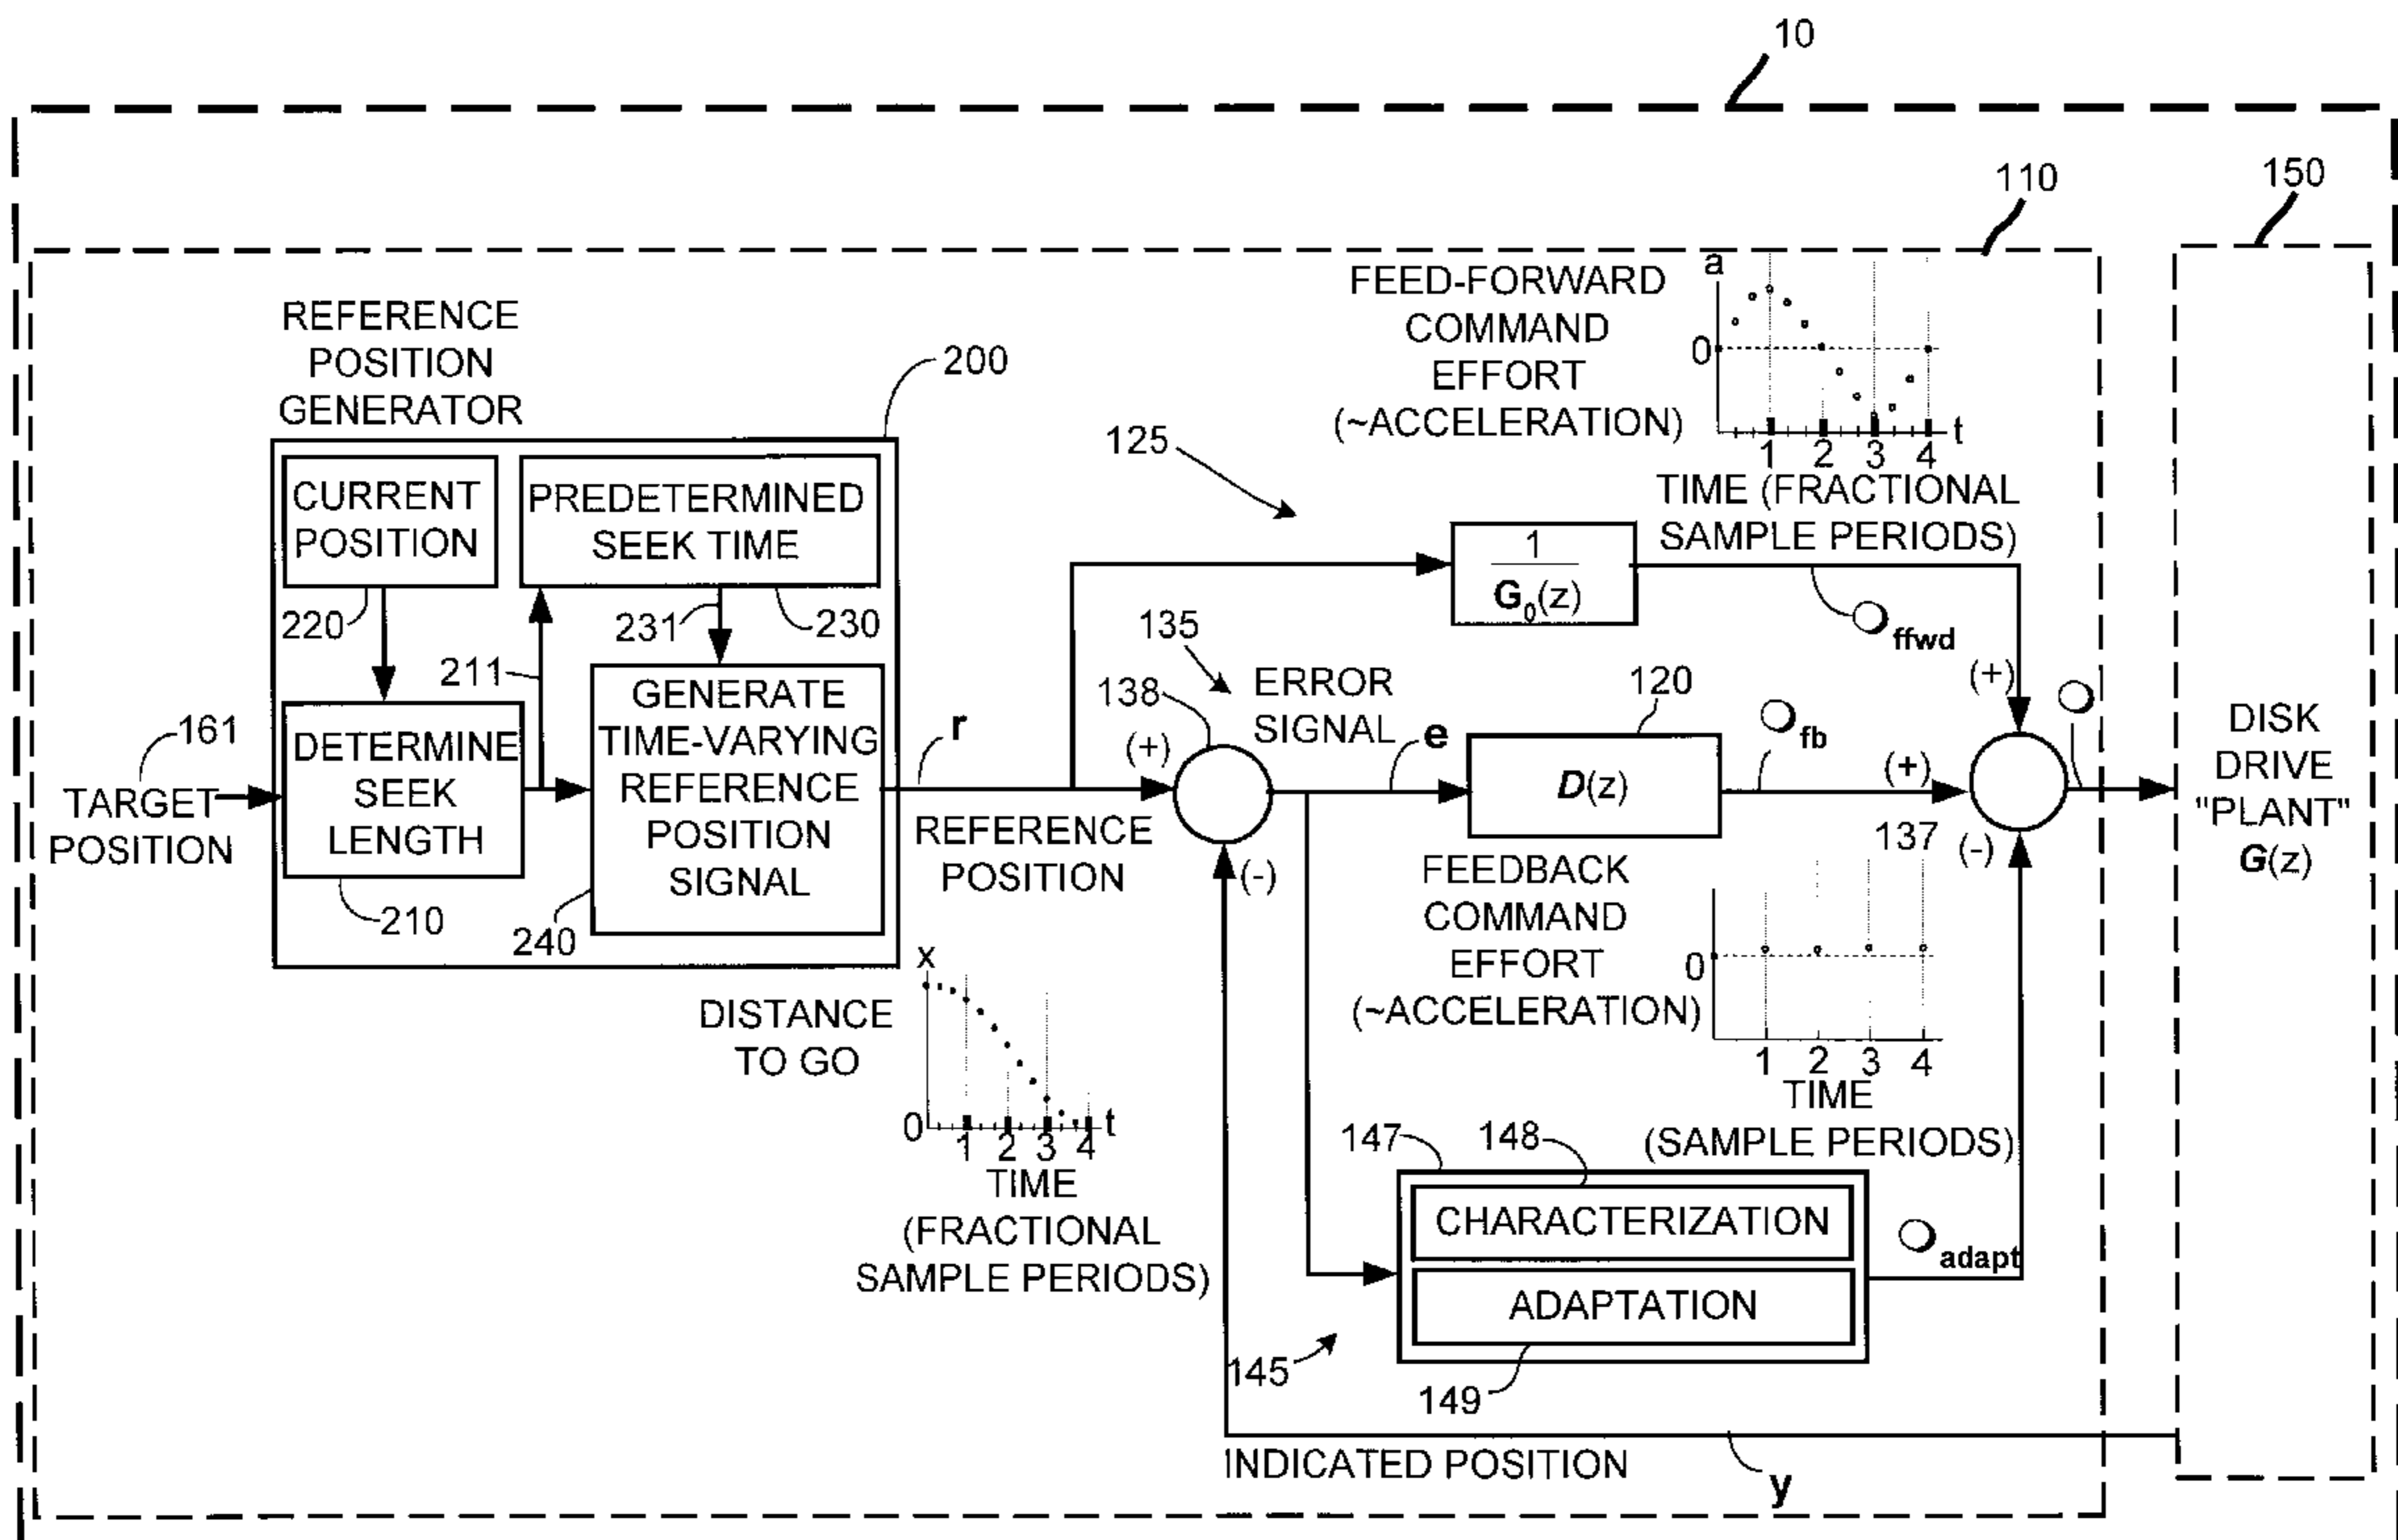 10
110
150
REFERENCE
POSITION
GENERATOR
200
CURRENT
POSITION
220
PREDETERMINED
SEEK TIME
231
230
211
161
TARGET
POSITION
DETERMINE
SEEK
LENGTH
210
GENERATE
TIME-VARYING
REFERENCE
POSITION
SIGNAL
240
r
REFERENCE
POSITION
X
0
t
1 2 3 4
DISTANCE
TO GO
TIME
(FRACTIONAL
SAMPLE PERIODS)
FEED-FORWARD
COMMAND
EFFORT
(~ACCELERATION)
a
0
t
1 2 3 4
TIME (FRACTIONAL
SAMPLE PERIODS)
125
1
G0(z)
ffwd
135
138
(+)
(-)
ERROR
SIGNAL
e
120
D(z)
fb
(+)
(+)
137
(-)
DISK
DRIVE
"PLANT"
G(z)
FEEDBACK
COMMAND
EFFORT
(~ACCELERATION)
0
1 2 3 4
TIME
(SAMPLE PERIODS)
147
148
CHARACTERIZATION
ADAPTATION
adapt
145
149
INDICATED POSITION
y